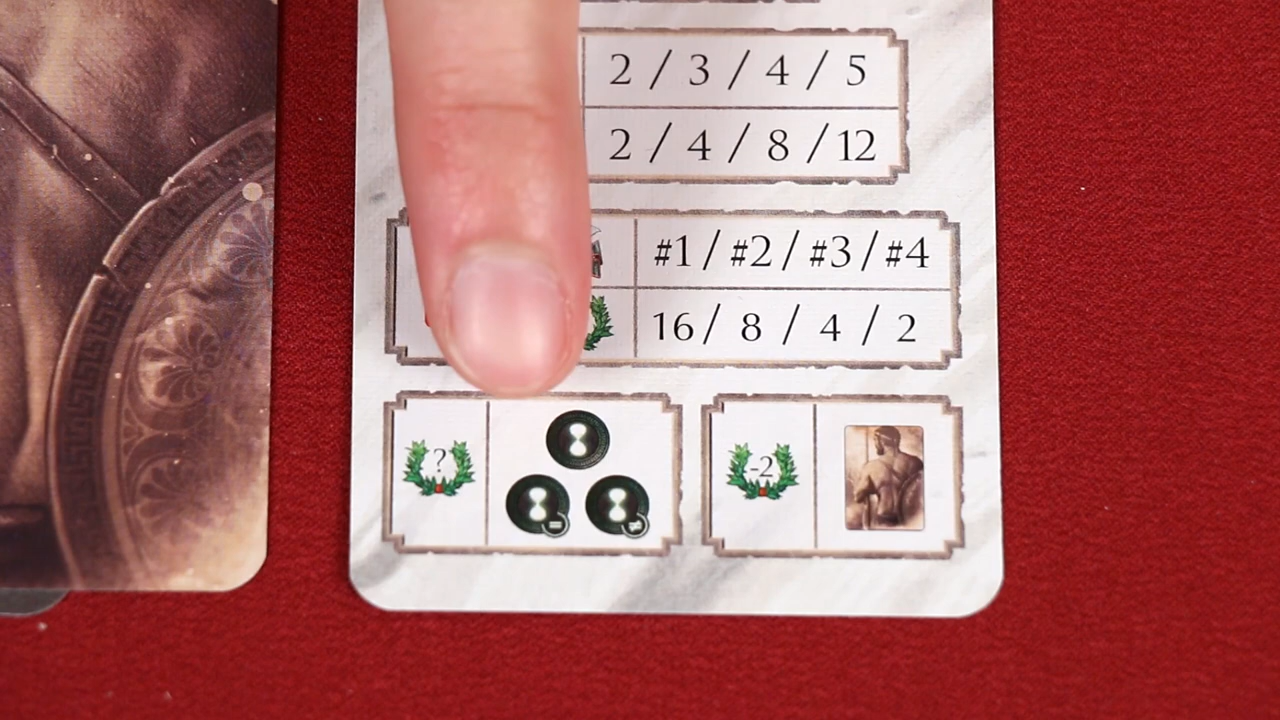 2 / 3 / 4 / 5
2 / 4 / 8 / 12
#1 / #2 / #3 / #4
16 / 8 / 4 / 2
? = ≠ -2